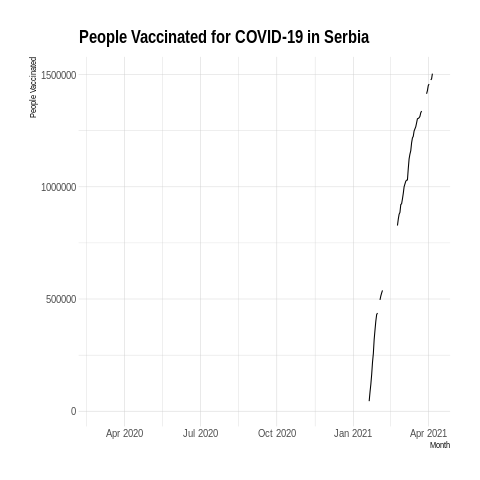 People Vaccinated for COVID-19 in Serbia
People Vaccinated
1500000
1000000
500000
0
Apr 2020 Jul 2020 Oct 2020 Jan 2021 Apr 2021
Month